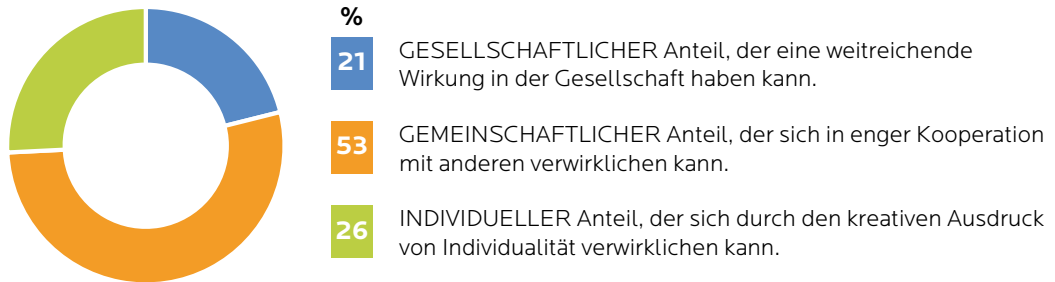 %
21 GESELLSCHAFTLICHER Anteil, der eine weitreichende
Wirkung in der Gesellschaft haben kann.
53 GEMEINSCHAFTLICHER Anteil, der sich in enger Kooperation
mit anderen verwirklichen kann.
26 INDIVIDUELLER Anteil, der sich durch den kreativen Ausdruck
von Individualität verwirklichen kann.